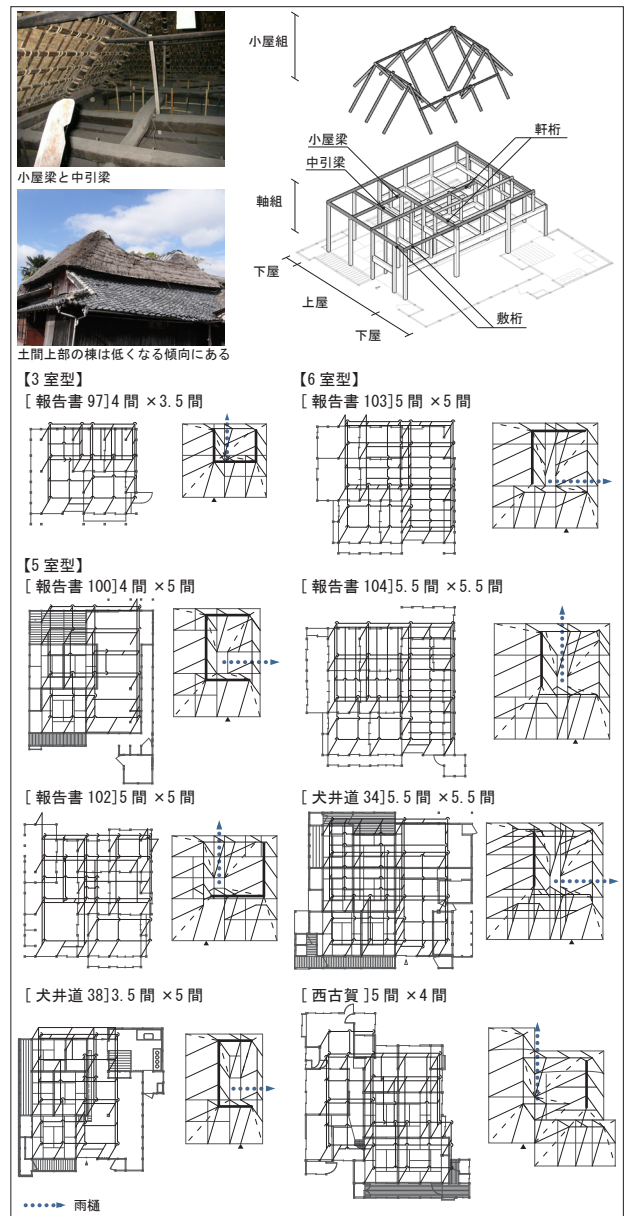 小屋組
小屋梁
中引梁
軒桁
軸組
下屋
上屋
下屋
敷桁
小屋梁と中引梁
土間上部の棟は低くなる傾向にある
【3 室型】
[ 報告書 97]4 間 ×3.5 間
【6 室型】
[ 報告書 103]5 間 ×5 間
【5 室型】
[ 報告書 100]4 間 ×5 間
[ 報告書 104]5.5 間 ×5.5 間
[ 報告書 102]5 間 ×5 間
[ 犬井道 34]5.5 間 ×5.5 間
[ 犬井道 38]3.5 間 ×5 間
[ 西古賀 ]5 間 ×4 間
雨樋